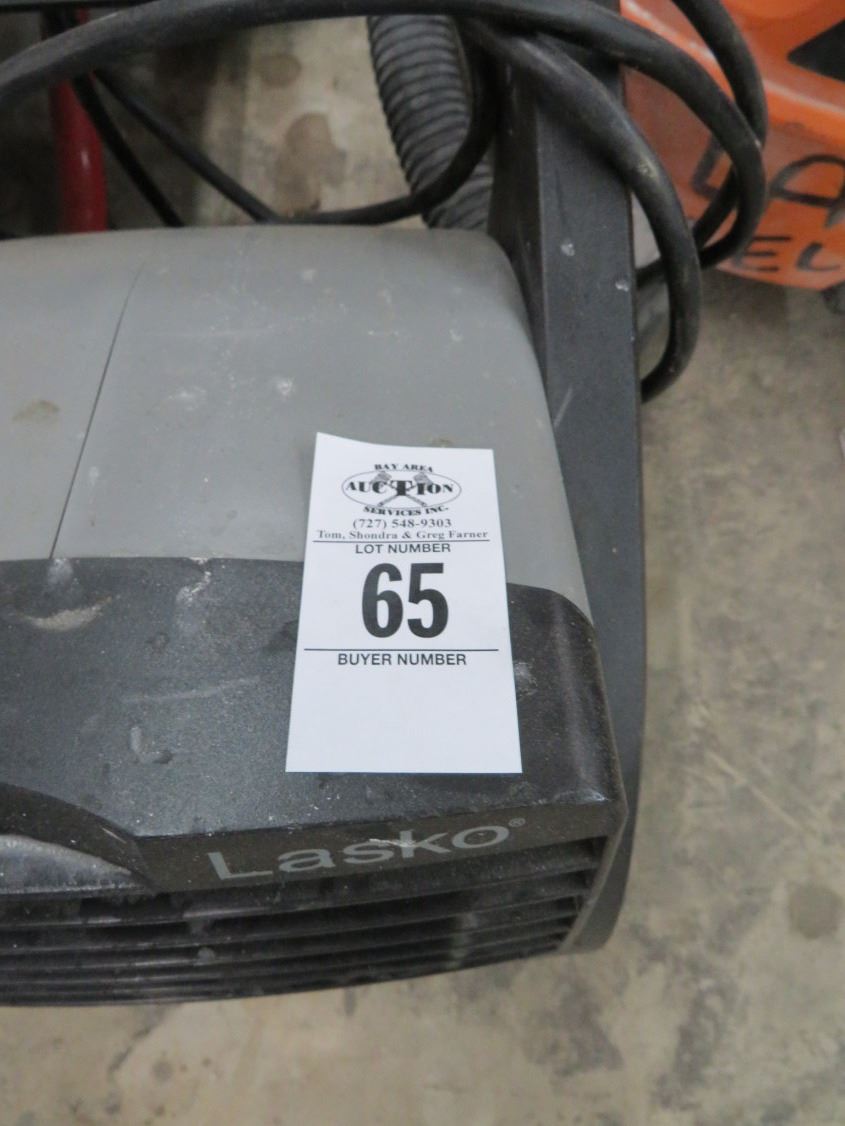 BAY AREA
AUCTION
SERVICES INC.
(727) 548-9303
Tom, Shondra & Greg Farner
LOT NUMBER
65
BUYER NUMBER
Lasko®